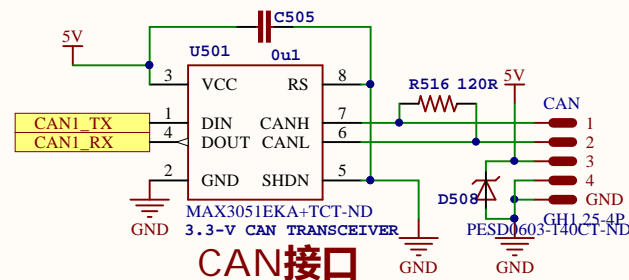 C505
5V
U501
0u1
3 VCC RS 8
R516 120R
5V
CAN
CAN1_TX
1 DIN CANH 7
1
CAN1_RX
4 DOUT CANL 6
2
3
2 GND SHDN 5
4
D508
GND
MAX3051EKA+TCT-ND
GH1.25-4P
3.3-V CAN TRANSCEIVER
PESD0603-140CT-ND
GND
GND
GND
CAN接口